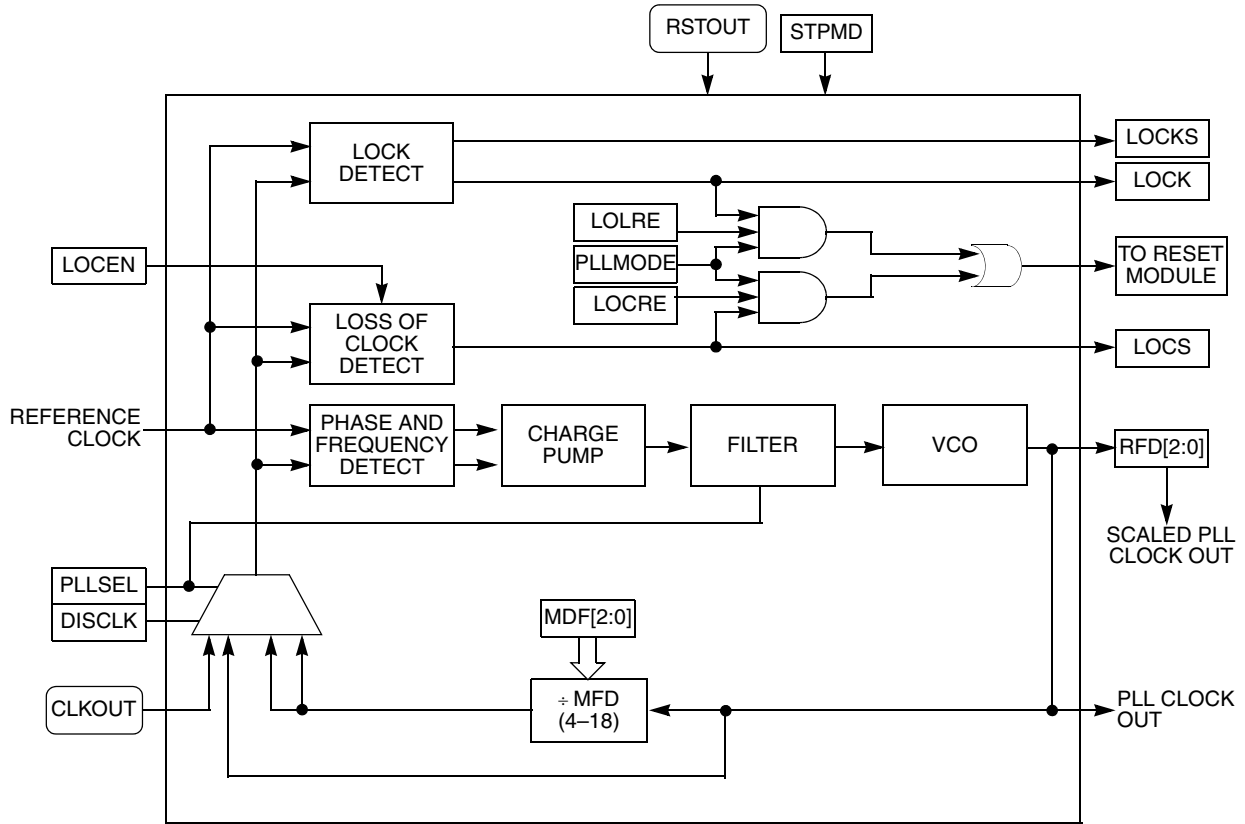 RSTOUT
STPMD
LOCK
DETECT
LOCKS
LOCK
LOLRE
PLLMODE
LOCRE
TO RESET
MODULE
LOCEN
LOSS OF
CLOCK
DETECT
LOCS
REFERENCE
CLOCK
PHASE AND
FREQUENCY
DETECT
CHARGE
PUMP
FILTER
VCO
RFD[2:0]
SCALED PLL
CLOCK OUT
PLLSEL
DISCLK
MDF[2:0]
CLKOUT
÷ MFD
(4–18)
PLL CLOCK
OUT